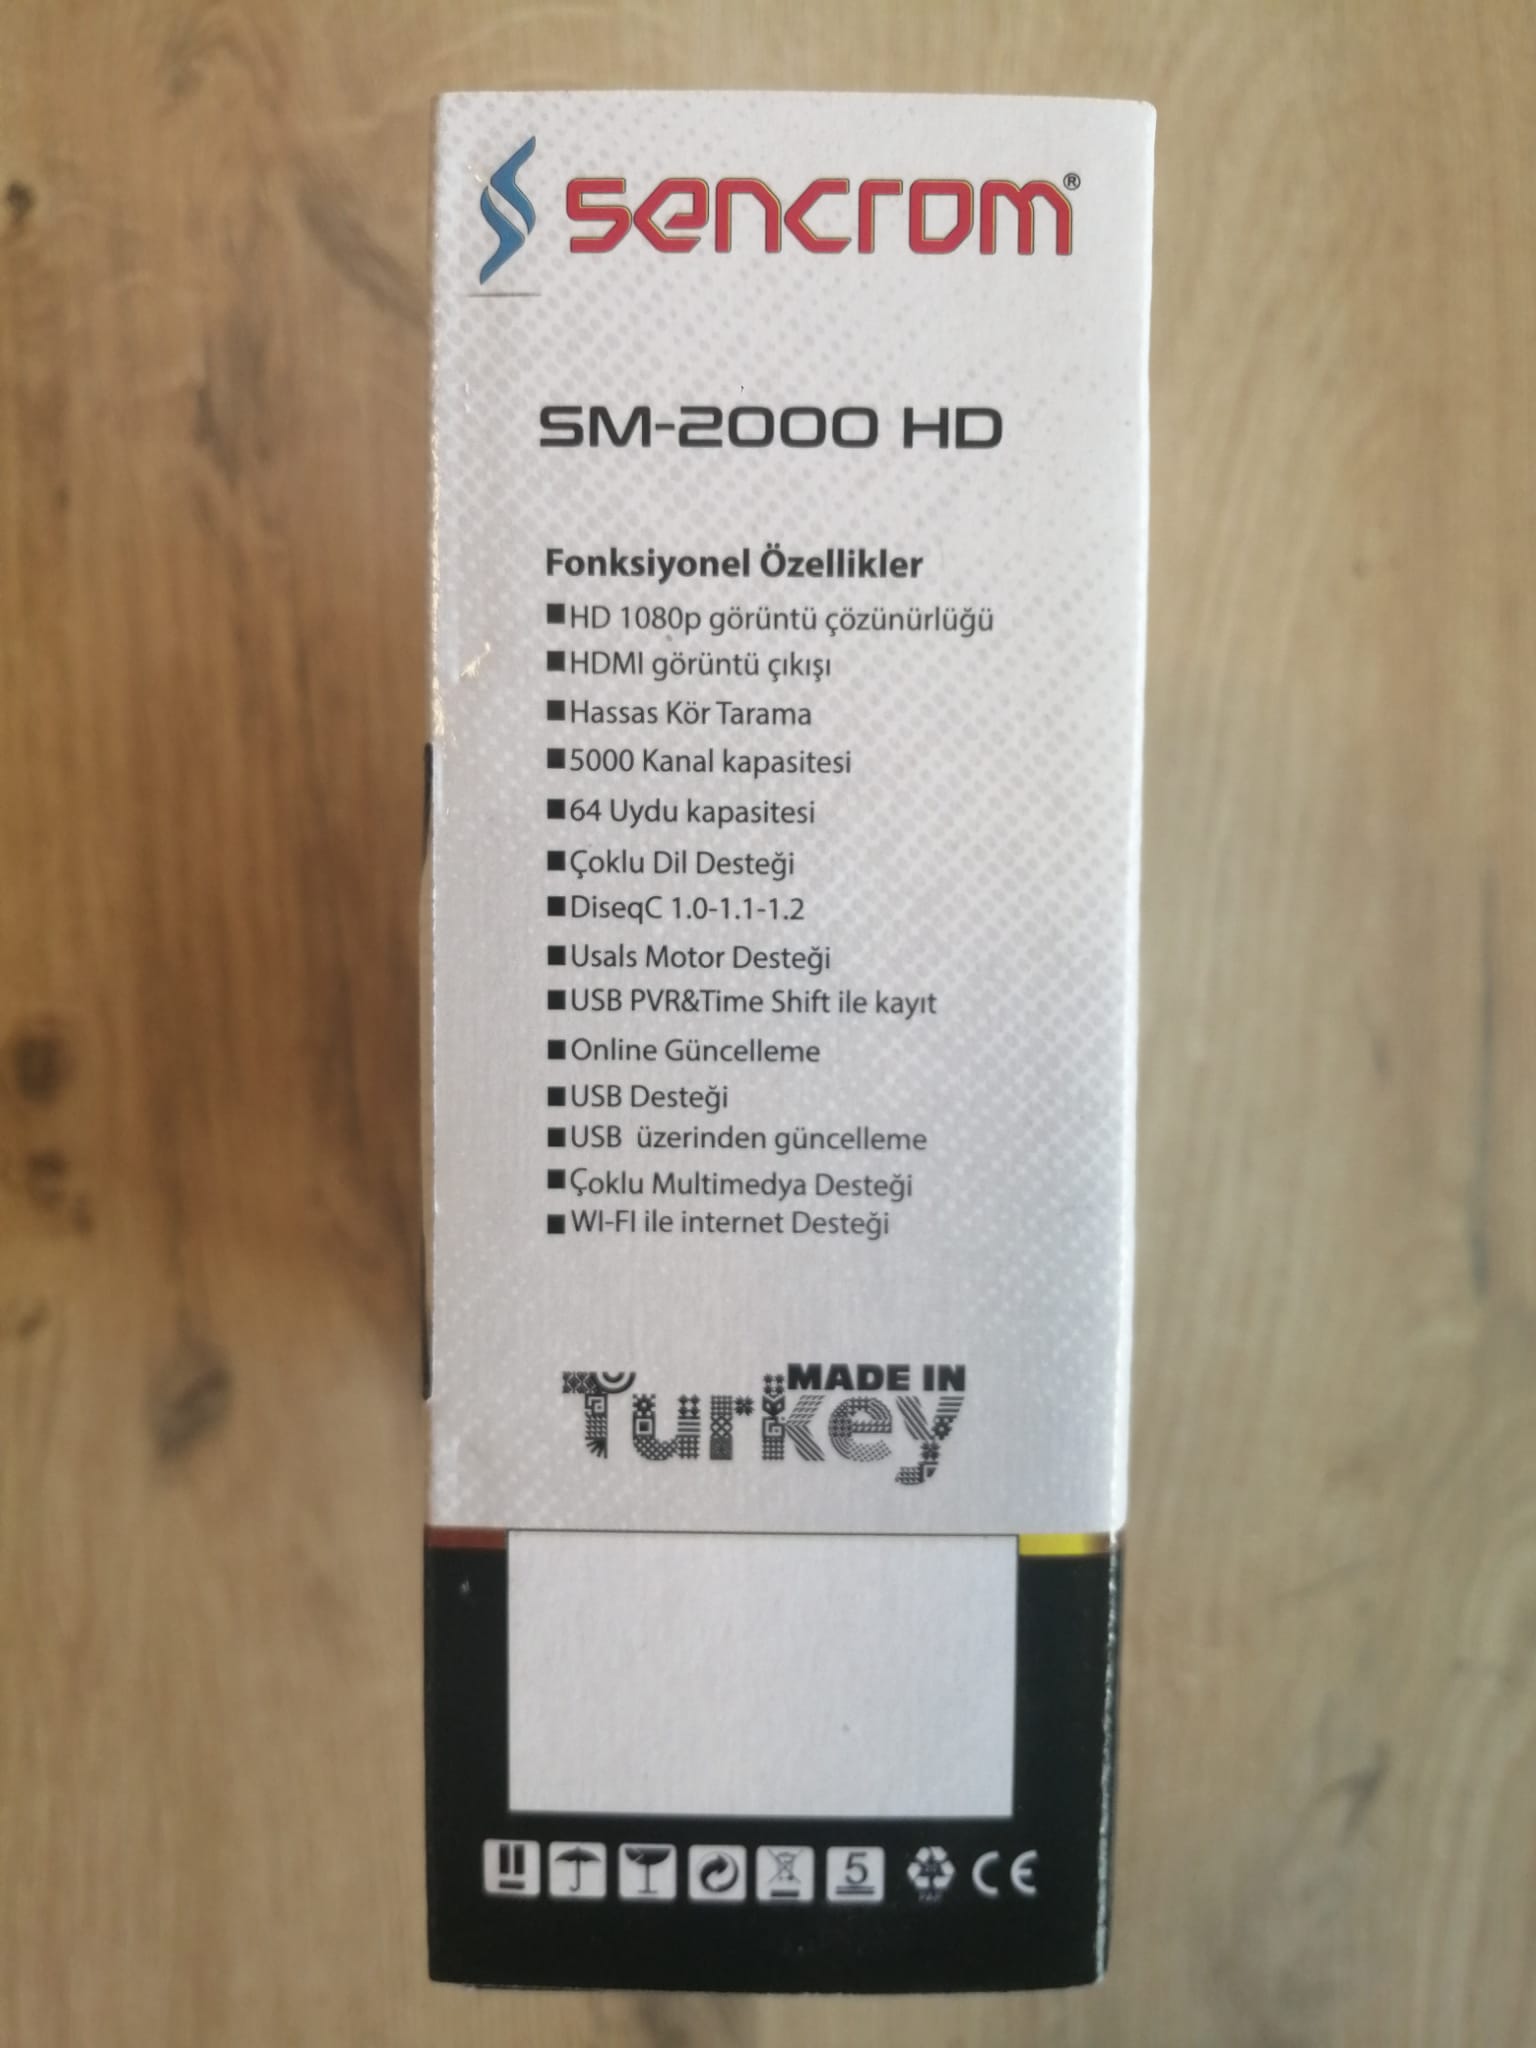 sencrom®
SM-2000 HD
Fonksiyonel Özellikler
■ HD 1080p görüntü çözünürlüğü
■ HDMI görüntü çıkışı
■ Hassas Kör Tarama
■ 5000 Kanal kapasitesi
■ 64 Uydu kapasitesi
■ Çoklu Dil Desteği
■ DiseqC 1.0-1.1-1.2
■ Usals Motor Desteği
■ USB PVR&Time Shift ile kayıt
■ Online Güncelleme
■ USB Desteği
■ USB üzerinden güncelleme
■ Çoklu Multimedya Desteği
■ WI-FI ile internet Desteği
MADE IN
Turkey
5 CE